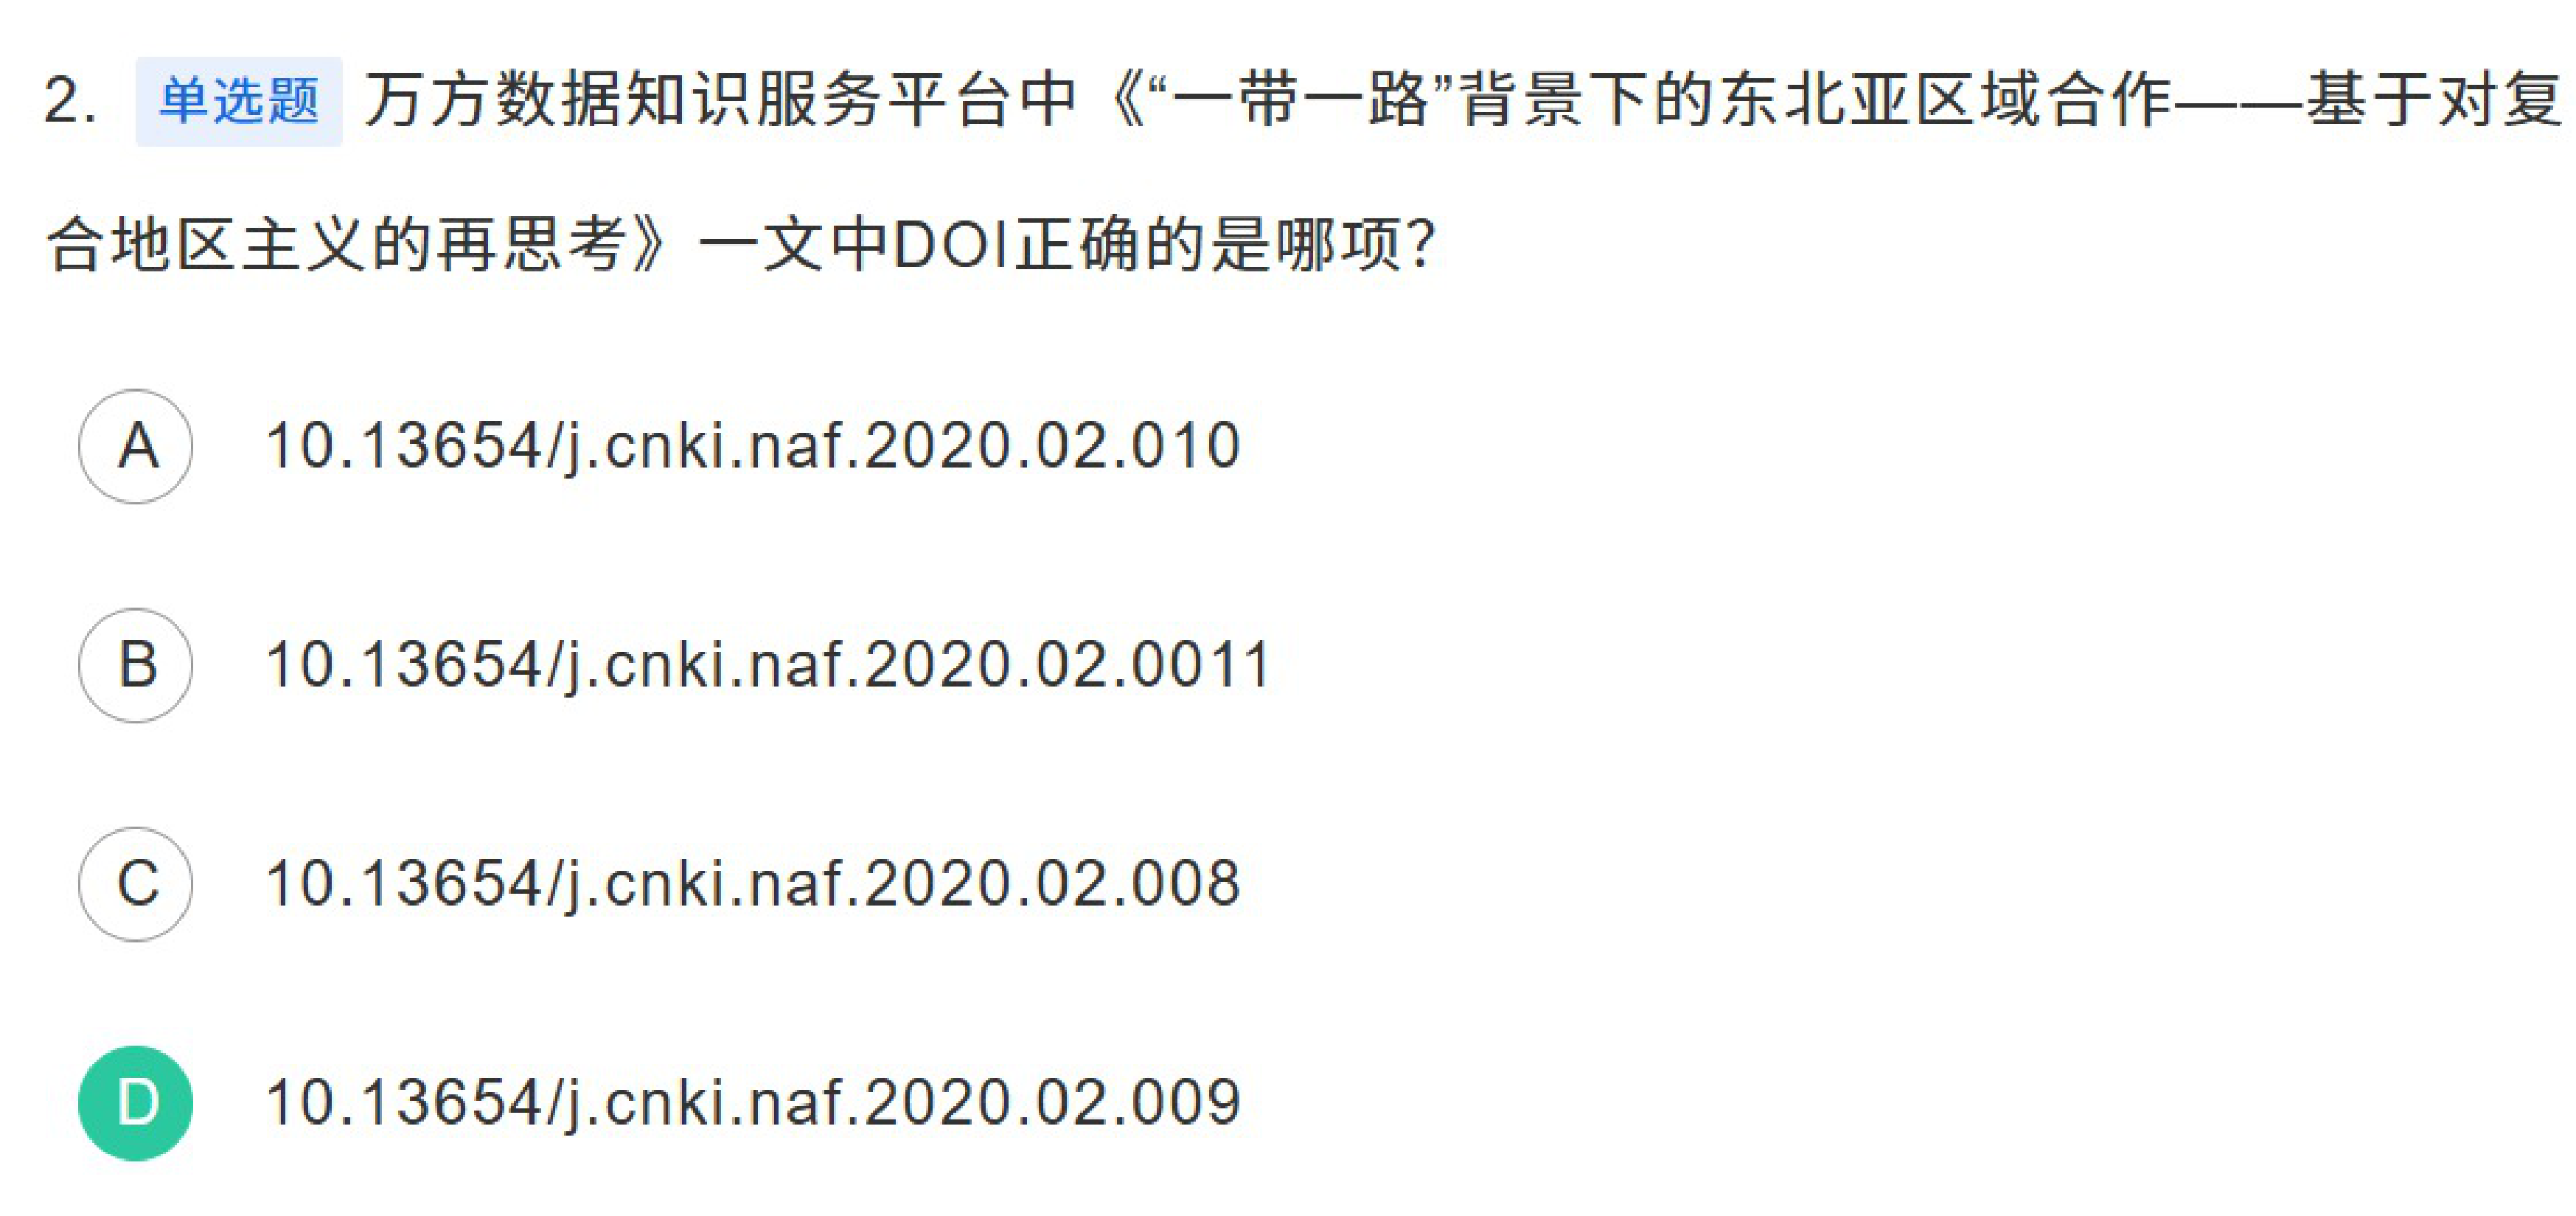 2. 单选题 万方数据知识服务平台中《“一带一路”背景下的东北亚区域合作——基于对复
合地区主义的再思考》一文中DOI正确的是哪项？
A 10.13654/j.cnki.naf.2020.02.010
B 10.13654/j.cnki.naf.2020.02.0011
C 10.13654/j.cnki.naf.2020.02.008
D 10.13654/j.cnki.naf.2020.02.009